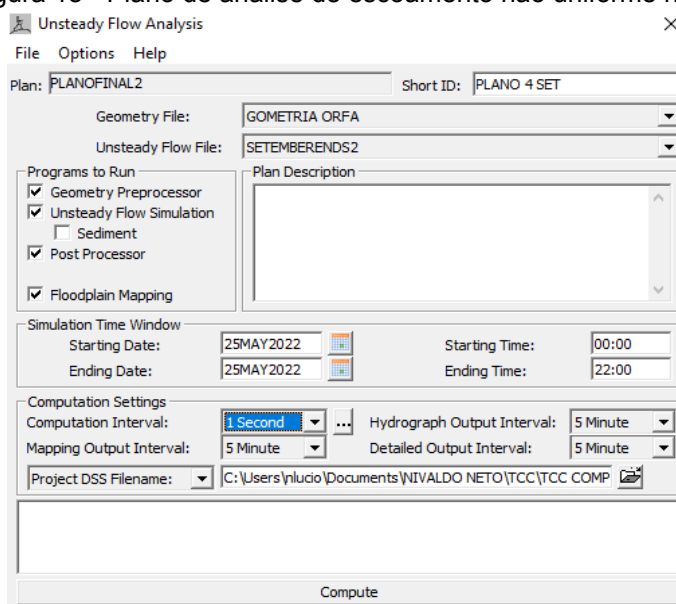 Unsteady Flow Analysis
File Options Help
Plan: PLANOFINAL2 Short ID: PLANO 4 SET
Geometry File: GOMETRIA ORFA
Unsteady Flow File: SETEMBERENDS2
Programs to Run
Geometry Preprocessor
Unsteady Flow Simulation
Sediment
Post Processor
Floodplain Mapping
Plan Description
Simulation Time Window
Starting Date: 25MAY2022 Starting Time: 00:00
Ending Date: 25MAY2022 Ending Time: 22:00
Computation Settings
Computation Interval: 1 Second ... Hydrograph Output Interval: 5 Minute
Mapping Output Interval: 5 Minute Detailed Output Interval: 5 Minute
Project DSS Filename: C:\Users\nlucio\Documents\NIVALDO NETO\TCC\TCC COMP
Compute